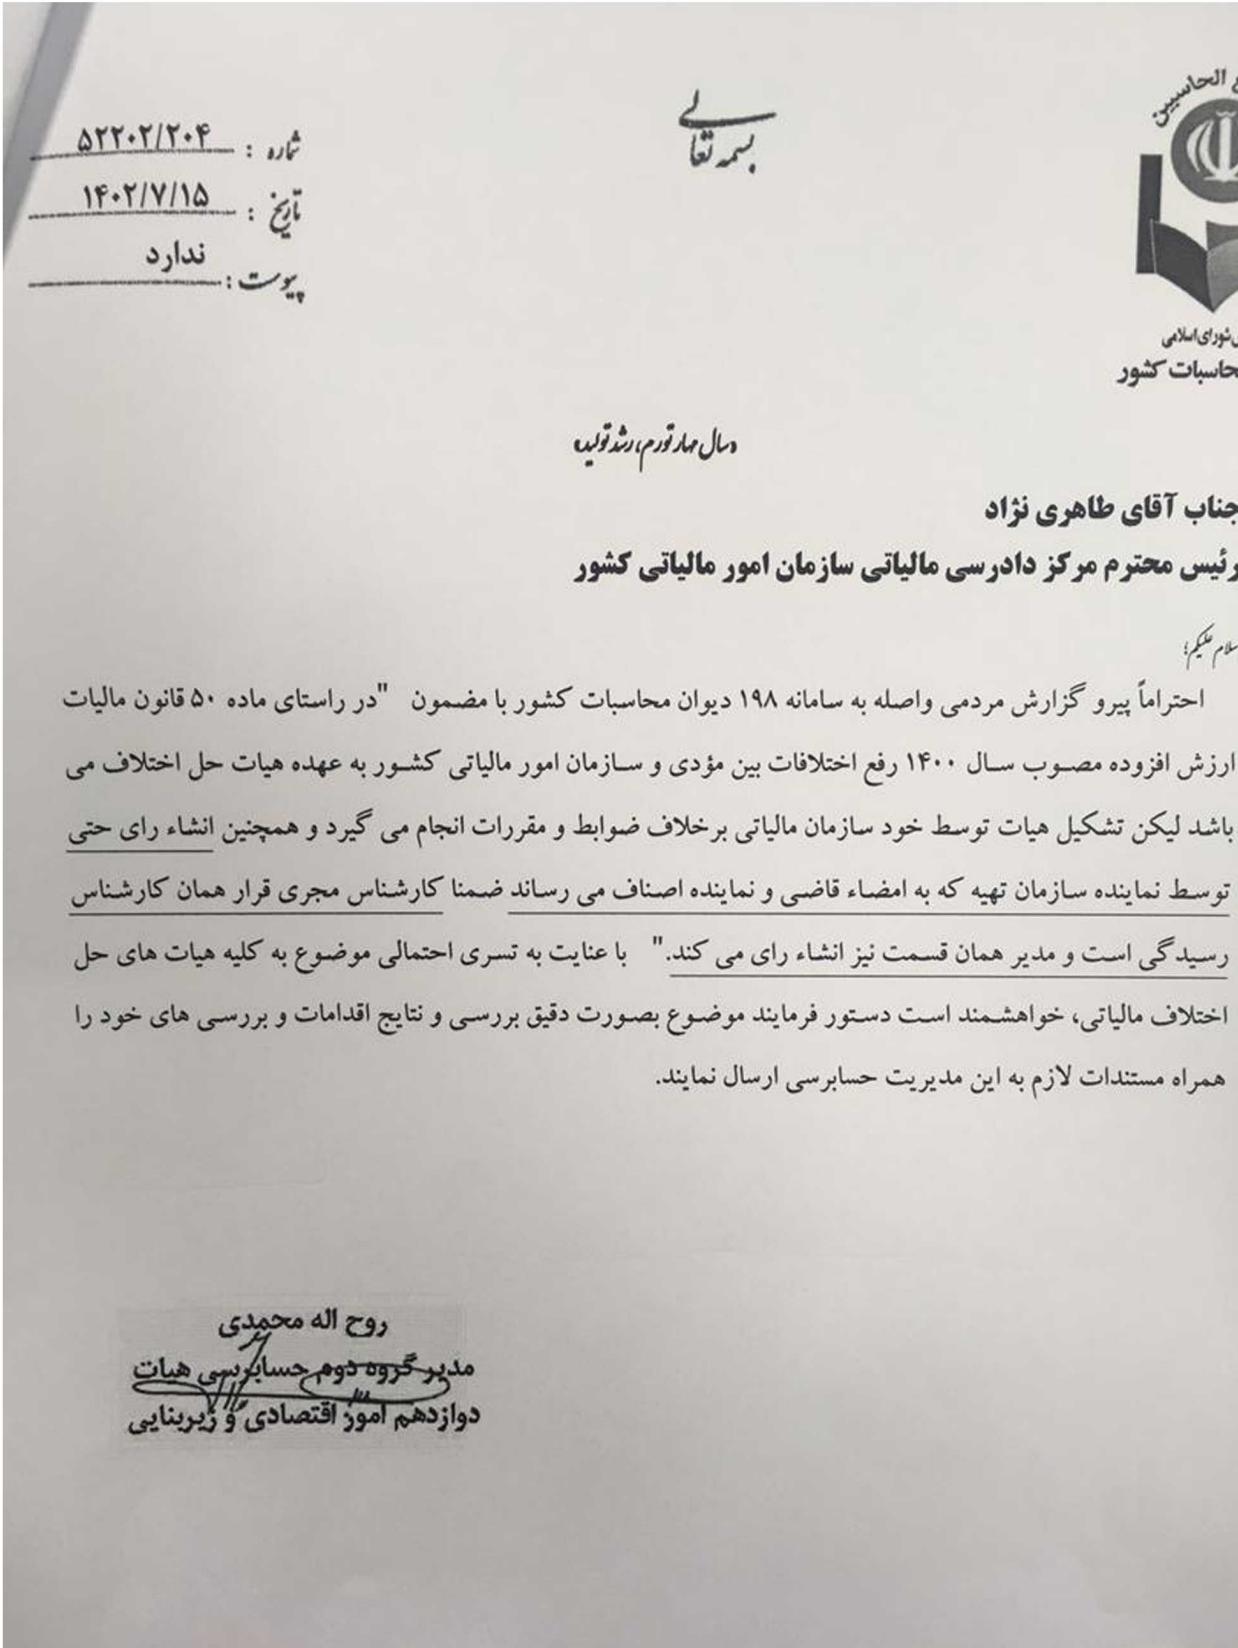 بسمه تعالی
شماره : ۵۲۲۰۲/۲۰۴
تاریخ : ۱۴۰۲/۷/۱۵
پیوست : ندارد
الحاسبین
شورای اسلامی
کشور
«سال مهار تورم، رشد تولید»
جناب آقای طاهری نژاد
رئیس محترم مرکز دادرسی مالیاتی سازمان امور مالیاتی کشور
سلام علیکم؛
احتراماً پیرو گزارش مردمی واصله به سامانه ۱۹۸ دیوان محاسبات کشور با مضمون "در راستای ماده ۵۰ قانون مالیات
ارزش افزوده مصوب سال ۱۴۰۰ رفع اختلافات بین مؤدی و سازمان امور مالیاتی کشور به عهده هیات حل اختلاف می
باشد لیکن تشکیل هیات توسط خود سازمان مالیاتی برخلاف ضوابط و مقررات انجام می گیرد و همچنین انشاء رای حتی
توسط نماینده سازمان تهیه که به امضاء قاضی و نماینده اصناف می رساند ضمنا کارشناس مجری قرار همان کارشناس
رسیدگی است و مدیر همان قسمت نیز انشاء رای می کند." با عنایت به تسری احتمالی موضوع به کلیه هیات های حل
اختلاف مالیاتی، خواهشمند است دستور فرمایند موضوع بصورت دقیق بررسی و نتایج اقدامات و بررسی های خود را
همراه مستندات لازم به این مدیریت حسابرسی ارسال نمایند.
روح اله محمدی
مدیر گروه دوم حسابرسی هیات
دوازدهم امور اقتصادی و زیربنایی